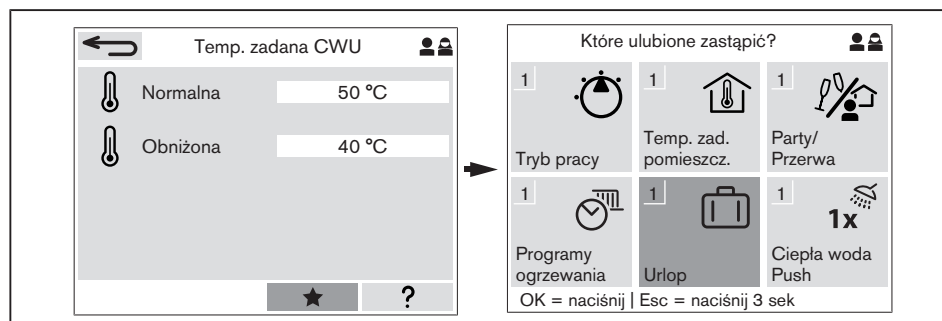 Temp. zadana CWU
Normalna 50 °C
Obniżona 40 °C
?
Które ulubione zastąpić?
1
Tryb pracy
1
Temp. zad.
pomieszcz.
1
Party/
Przerwa
1
Programy
ogrzewania
1
Urlop
1
1x
Ciepła woda
Push
OK = naciśnij | Esc = naciśnij 3 sek